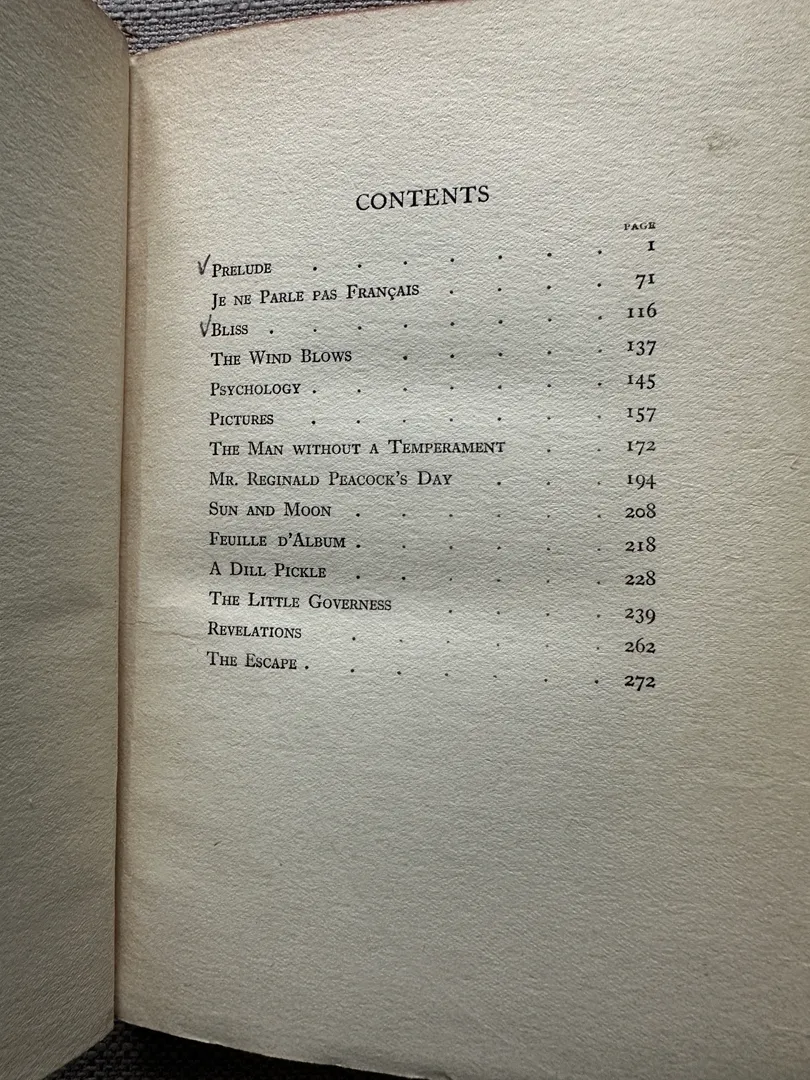 CONTENTS
PAGE
✓ PRELUDE . . . . . . . 1
JE NE PARLE PAS FRANÇAIS . . . . 71
✓ BLISS . . . . . . . . 116
THE WIND BLOWS . . . . . 137
PSYCHOLOGY . . . . . . . 145
PICTURES . . . . . . . 157
THE MAN WITHOUT A TEMPERAMENT . . 172
MR. REGINALD PEACOCK'S DAY . . . 194
SUN AND MOON . . . . . . 208
FEUILLE D'ALBUM . . . . . . 218
A DILL PICKLE . . . . . . 228
THE LITTLE GOVERNESS . . . . 239
REVELATIONS . . . . . . 262
THE ESCAPE . . . . . . . 272